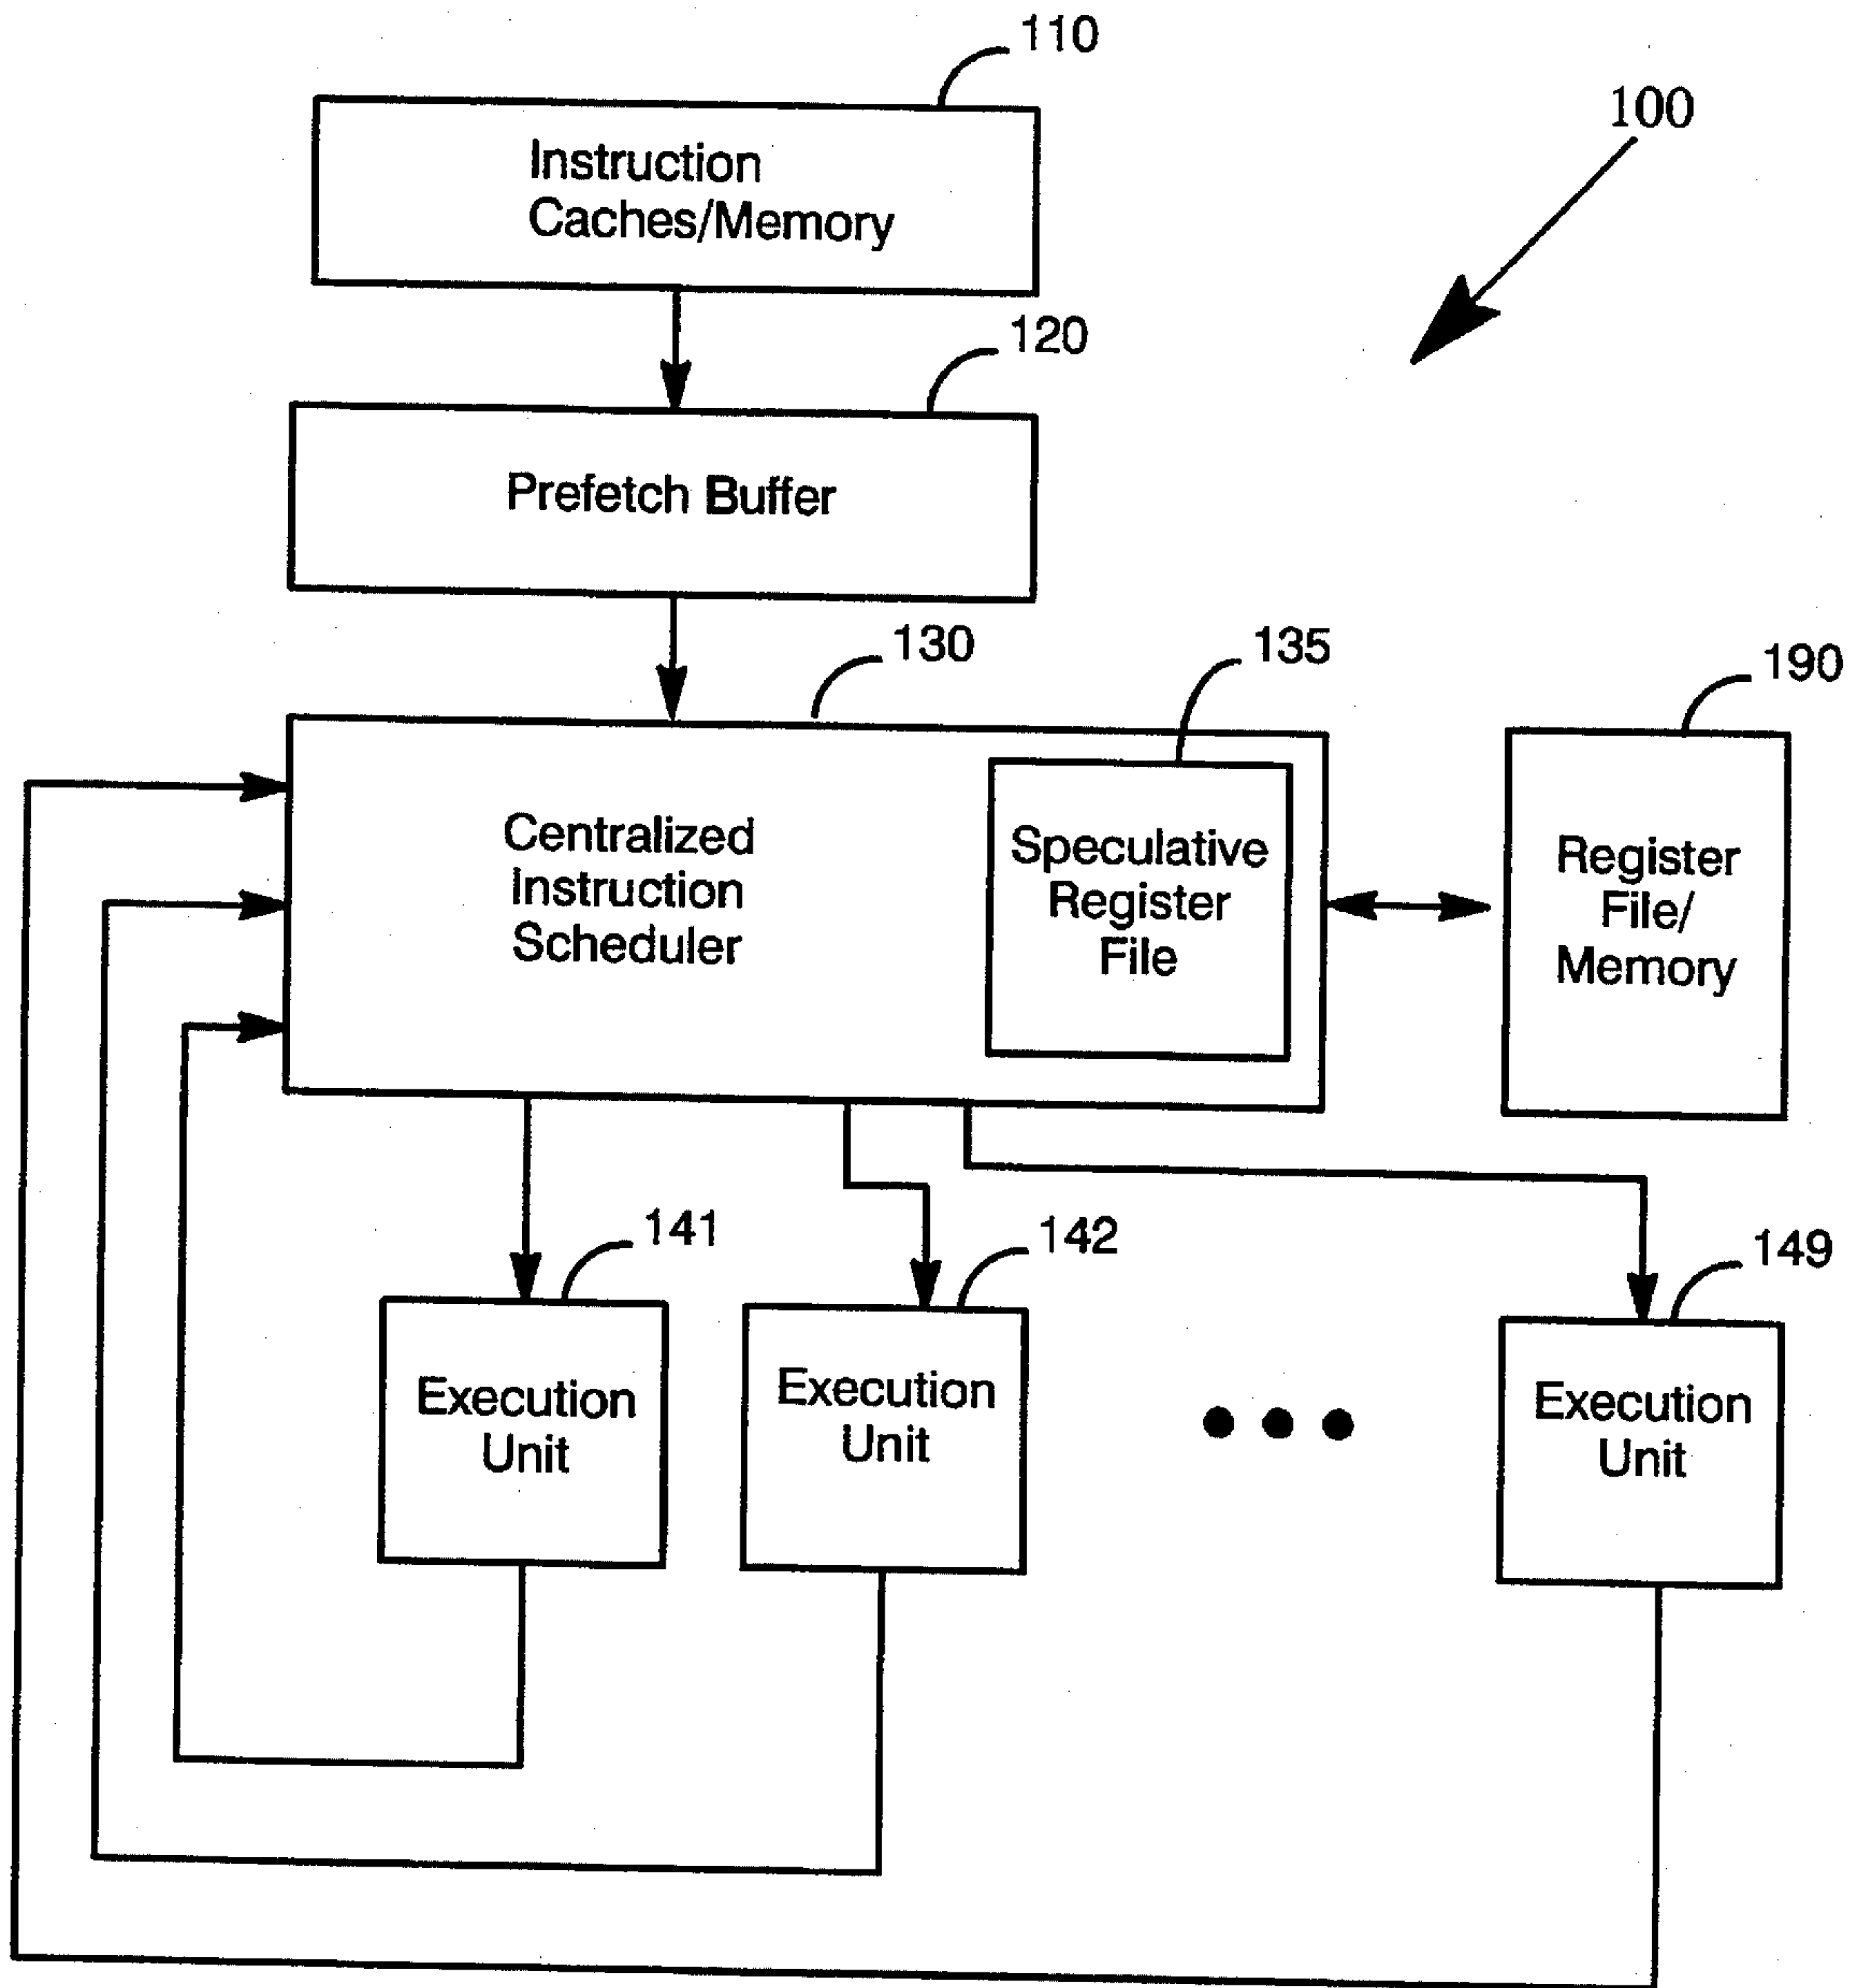 110
100
Instruction
Caches/Memory
120
Prefetch Buffer
130
135
190
Centralized
Instruction
Scheduler
Speculative
Register
File
Register
File/
Memory
141
142
149
Execution
Unit
Execution
Unit
Execution
Unit